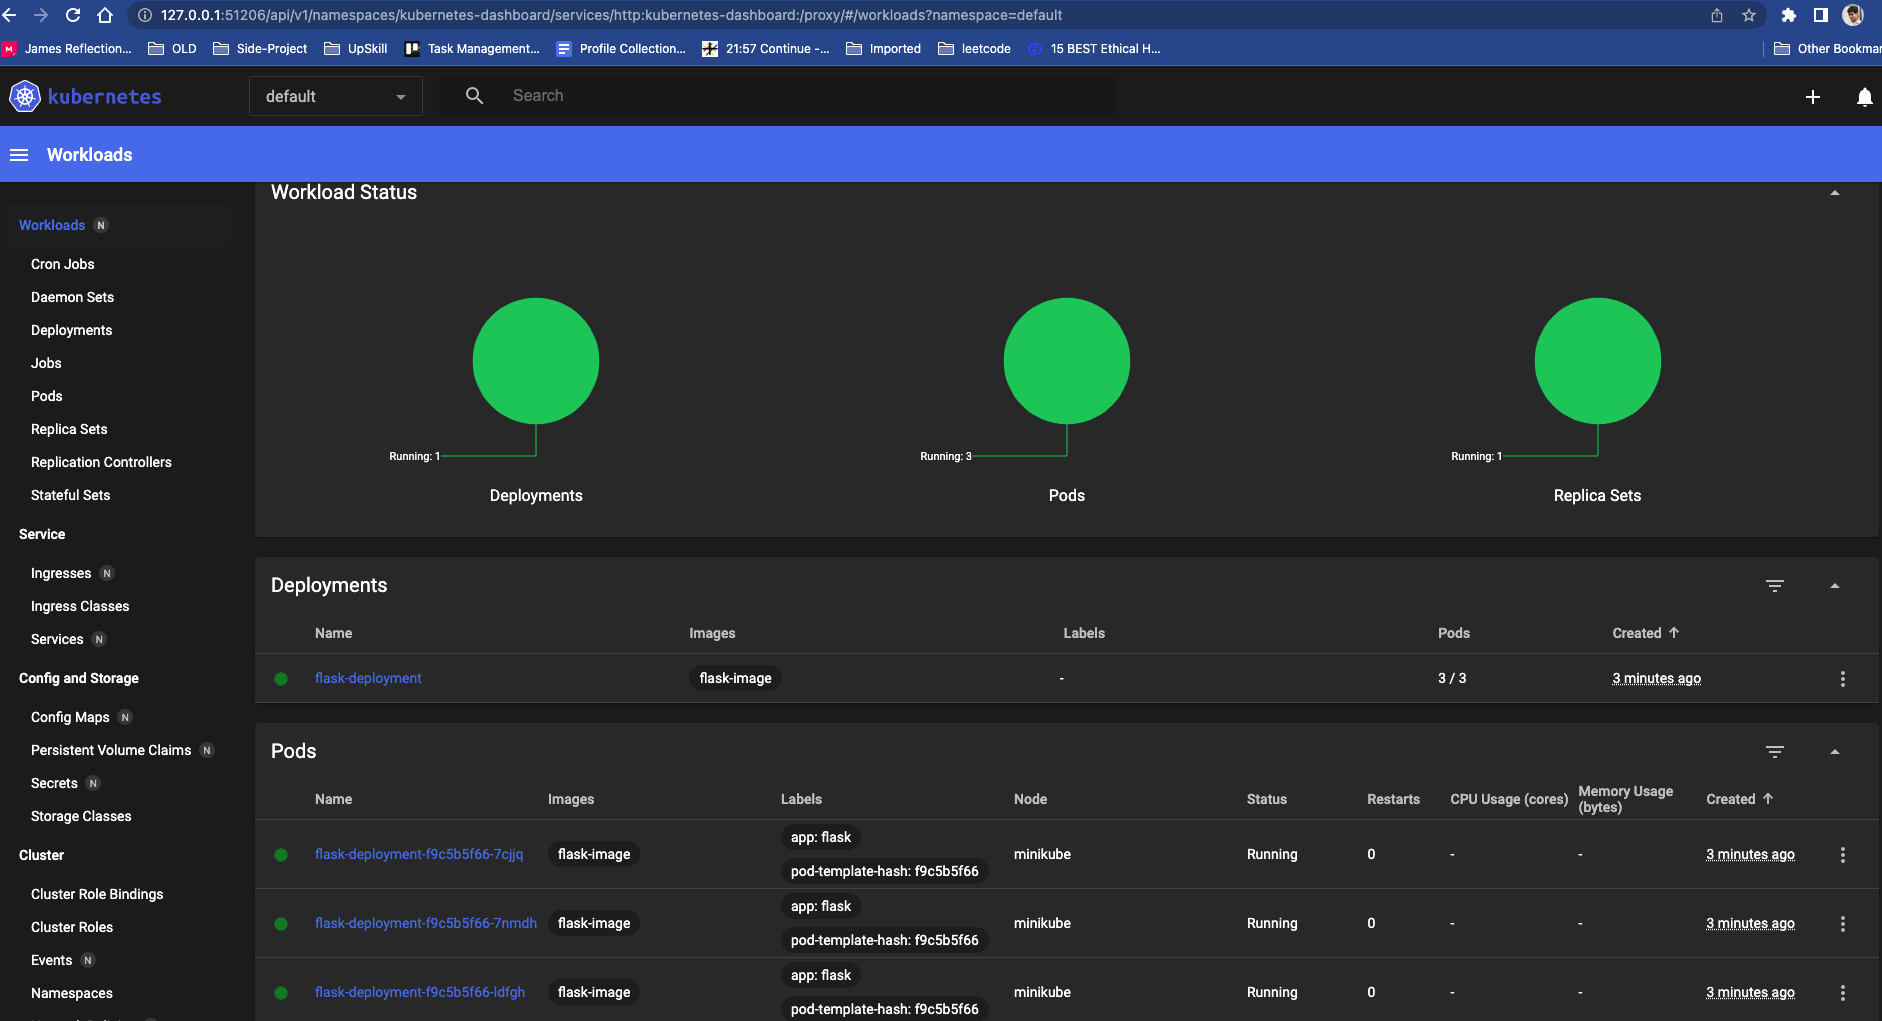 127.0.0.1:51206/api/v1/namespaces/kubernetes-dashboard/services/http:kubernetes-dashboard:/proxy/#/workloads?namespace=default
James Reflection... OLD Side-Project UpSkill Task Management... Profile Collection... 21:57 Continue -... Imported leetcode 15 BEST Ethical H... Other Bookmar
kubernetes default Search
Workloads
Workload Status
Workloads N
Cron Jobs
Daemon Sets
Deployments
Jobs
Pods
Replica Sets
Replication Controllers
Stateful Sets
Service
Ingresses N
Ingress Classes
Services N
Config and Storage
Config Maps N
Persistent Volume Claims N
Secrets N
Storage Classes
Cluster
Cluster Role Bindings
Cluster Roles
Events N
Namespaces
Running: 1 Running: 3 Running: 1
Deployments Pods Replica Sets
Deployments
Name Images Labels Pods Created
flask-deployment flask-image - 3 / 3 3 minutes ago
Pods
Name Images Labels Node Status Restarts CPU Usage (cores) Memory Usage (bytes) Created
app: flask
flask-deployment-f9c5b5f66-7cjjq flask-image minikube Running 0 - - 3 minutes ago
pod-template-hash: f9c5b5f66
app: flask
flask-deployment-f9c5b5f66-7nmdh flask-image minikube Running 0 - - 3 minutes ago
pod-template-hash: f9c5b5f66
app: flask
flask-deployment-f9c5b5f66-ldfgh flask-image minikube Running 0 - - 3 minutes ago
pod-template-hash: f9c5b5f66